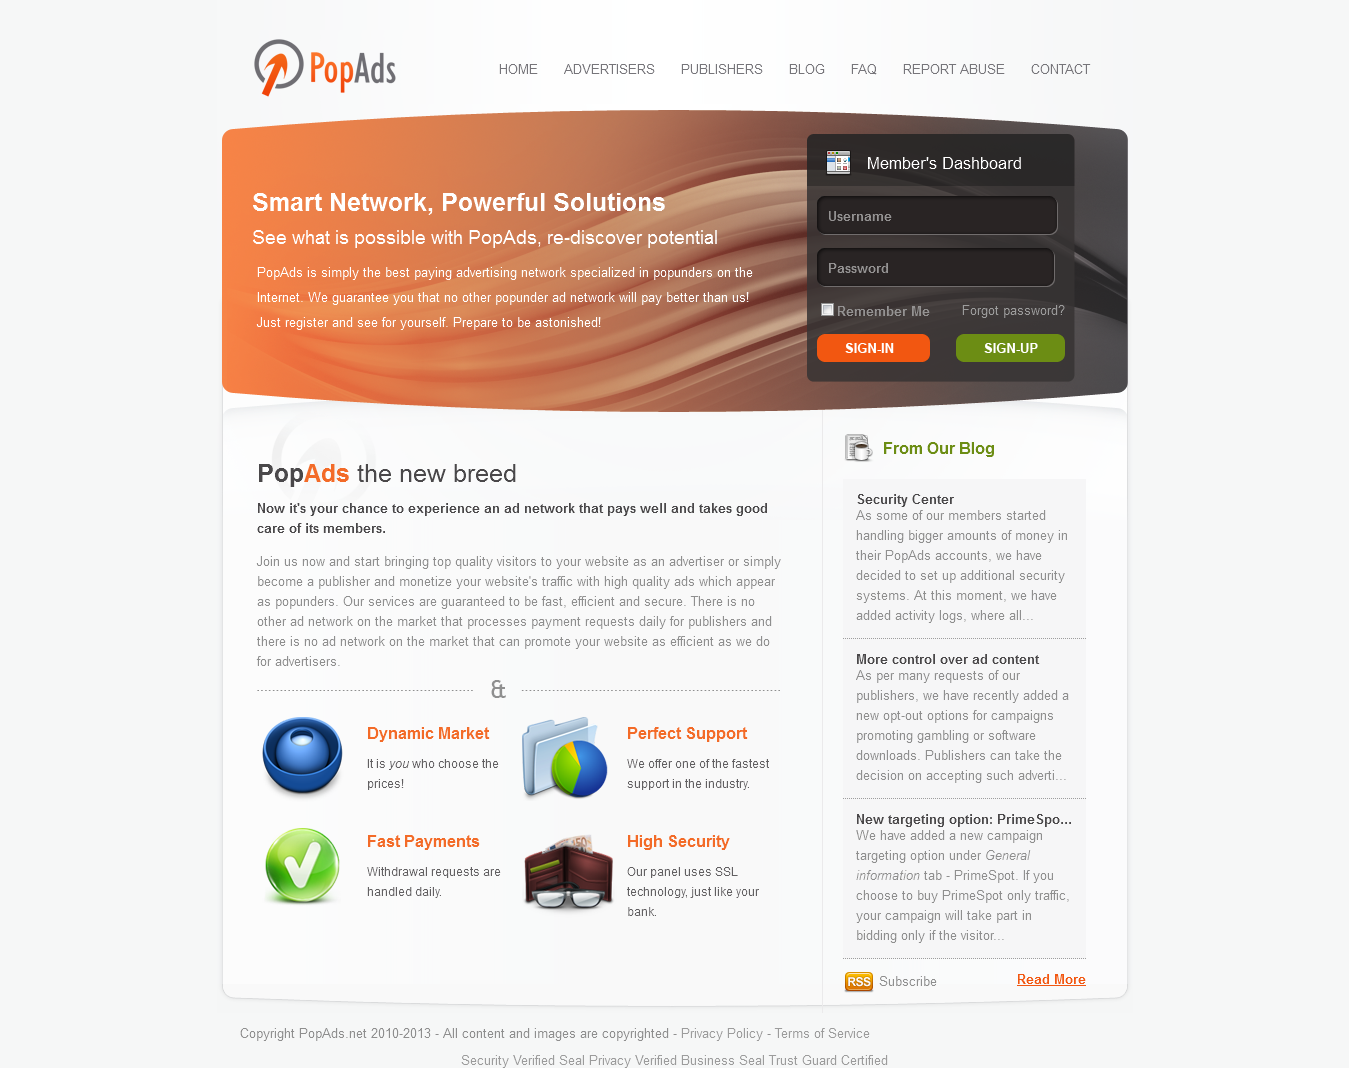 PopAds
HOME
ADVERTISERS
PUBLISHERS
BLOG
FAQ
REPORT ABUSE
CONTACT
Smart Network, Powerful Solutions
See what is possible with PopAds, re-discover potential
PopAds is simply the best paying advertising network specialized in popunders on the
Internet. We guarantee you that no other popunder ad network will pay better than us!
Just register and see for yourself. Prepare to be astonished!
Member's Dashboard
Username
Password
Remember Me
Forgot password?
SIGN-IN
SIGN-UP
PopAds the new breed
Now it's your chance to experience an ad network that pays well and takes good
care of its members.
Join us now and start bringing top quality visitors to your website as an advertiser or simply
become a publisher and monetize your website's traffic with high quality ads which appear
as popunders. Our services are guaranteed to be fast, efficient and secure. There is no
other ad network on the market that processes payment requests daily for publishers and
there is no ad network on the market that can promote your website as efficient as we do
for advertisers.
&
Dynamic Market
It is you who choose the
prices!
Perfect Support
We offer one of the fastest
support in the industry.
Fast Payments
Withdrawal requests are
handled daily.
High Security
Our panel uses SSL
technology, just like your
bank.
From Our Blog
Security Center
As some of our members started
handling bigger amounts of money in
their PopAds accounts, we have
decided to set up additional security
systems. At this moment, we have
added activity logs, where all...
More control over ad content
As per many requests of our
publishers, we have recently added a
new opt-out options for campaigns
promoting gambling or software
downloads. Publishers can take the
decision on accepting such adverti...
New targeting option: PrimeSpo...
We have added a new campaign
targeting option under General
information tab - PrimeSpot. If you
choose to buy PrimeSpot only traffic,
your campaign will take part in
bidding only if the visitor...
RSS Subscribe
Read More
Copyright PopAds.net 2010-2013 - All content and images are copyrighted - Privacy Policy - Terms of Service
Security Verified Seal Privacy Verified Business Seal Trust Guard Certified